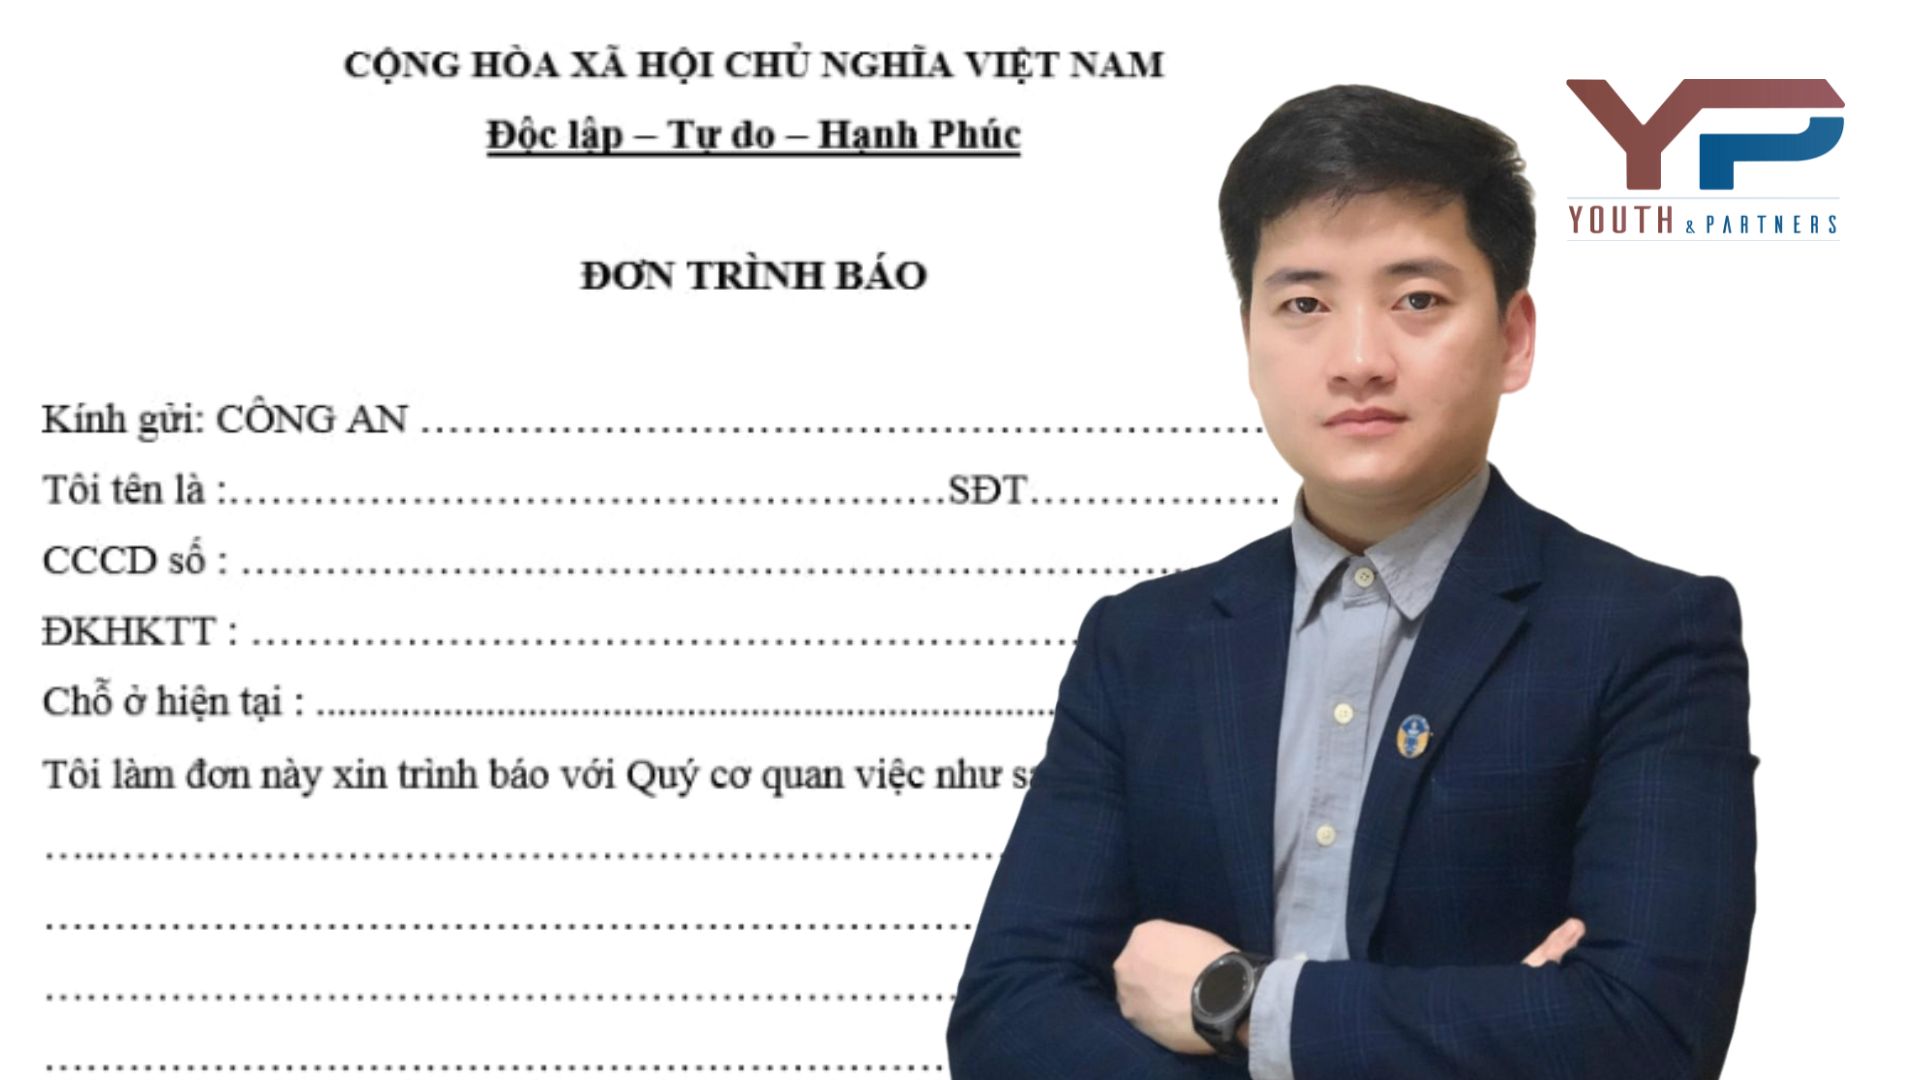 CỘNG HÒA XÃ HỘI CHỦ NGHĨA VIỆT NAM
Độc lập – Tự do – Hạnh Phúc
YP
YOUTH & PARTNERS
ĐƠN TRÌNH BÁO
Kính gửi: CÔNG AN ……………………………………………………
Tôi tên là :……………………………………………SĐT………………
CCCD số : …………………………………………………………
ĐKHKTT : ……………………………………………………
Chỗ ở hiện tại : ......................................................................
Tôi làm đơn này xin trình báo với Quý cơ quan việc như
…..…………………………………………………………
……………………………………………………………
……………………………………………………………
……………………………………………………………